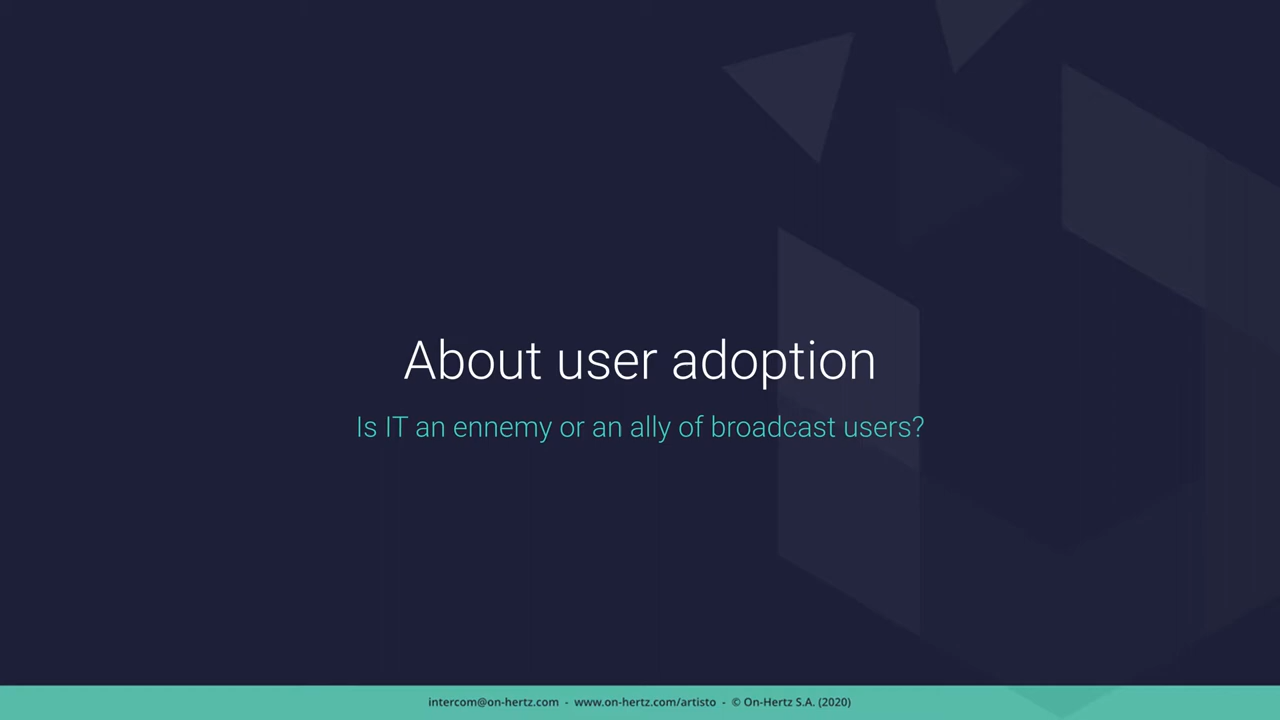 About user adoption
Is IT an ennemy or an ally of broadcast users?
intercom@on-hertz.com - www.on-hertz.com/artisto - © On-Hertz S.A. (2020)